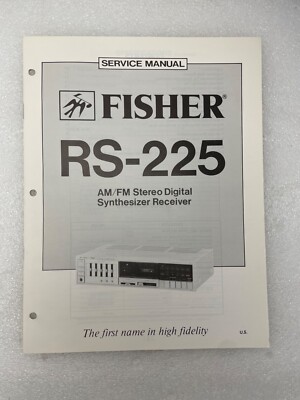 SERVICE MANUAL
FISHER®
RS-225
AM/FM Stereo Digital
Synthesizer Receiver
The first name in high fidelity